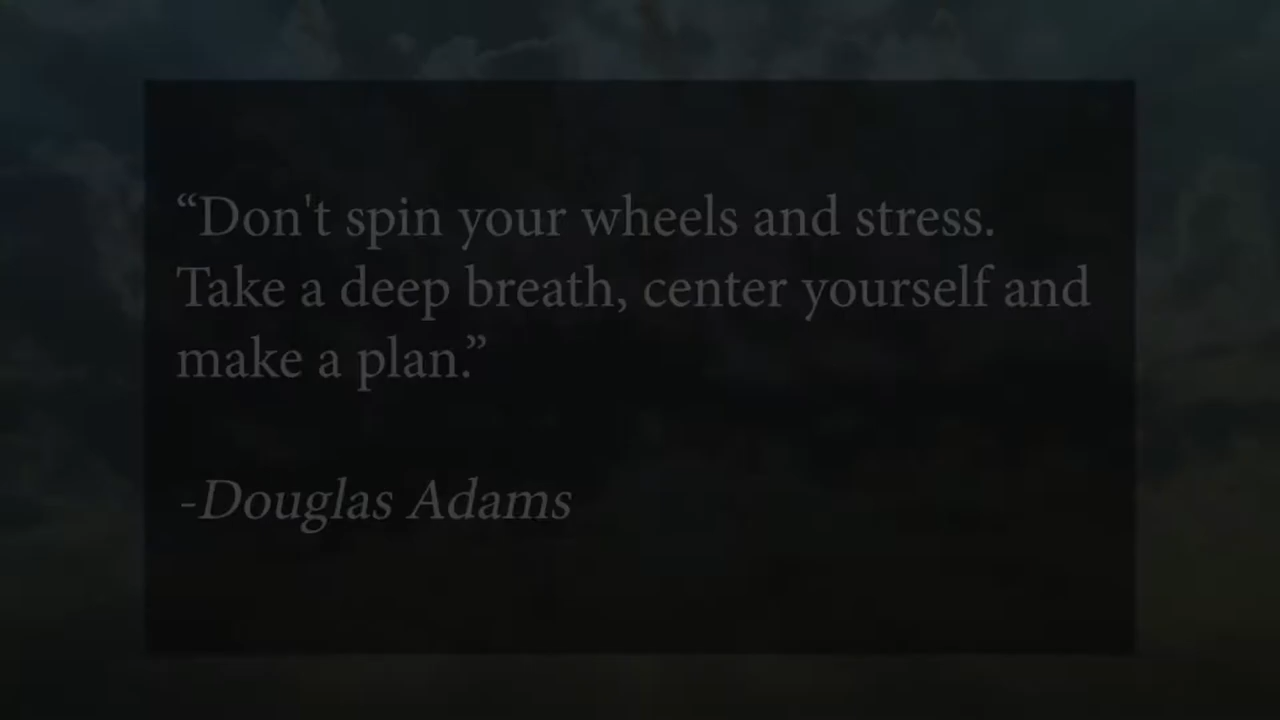 “Don't spin your wheels and stress.
Take a deep breath, center yourself and
make a plan.”
-Douglas Adams